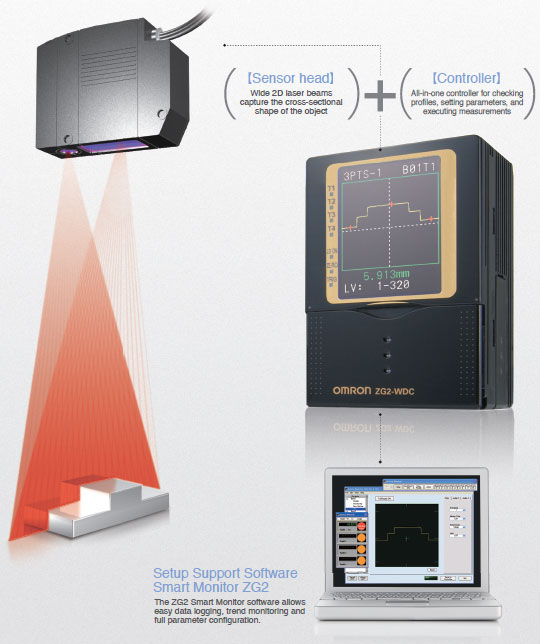 【Sensor head】
Wide 2D laser beams
capture the cross-sectional
shape of the object
+
【Controller】
All-in-one controller for checking
profiles, setting parameters, and
executing measurements
3PTS-1 B01T1
T1
T2
T3
T4
5.913mm
LV: 1-320
OMRON ZG2-WDC
Setup Support Software
Smart Monitor ZG2
The ZG2 Smart Monitor software allows
easy data logging, trend monitoring and
full parameter configuration.